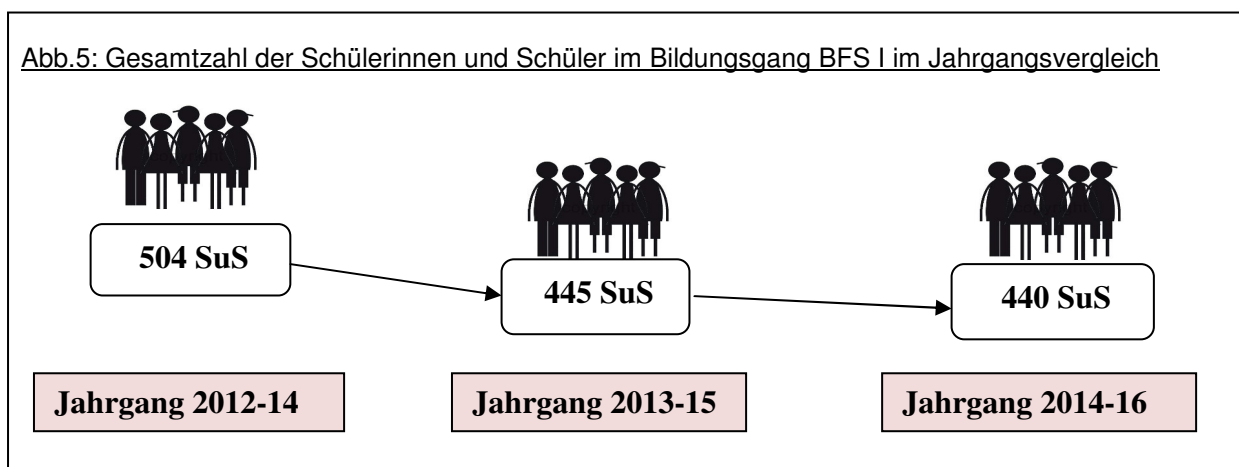 Abb.5: Gesamtzahl der Schülerinnen und Schüler im Bildungsgang BFS I im Jahrgangsvergleich
504 SuS
445 SuS
440 SuS
Jahrgang 2012-14
Jahrgang 2013-15
Jahrgang 2014-16